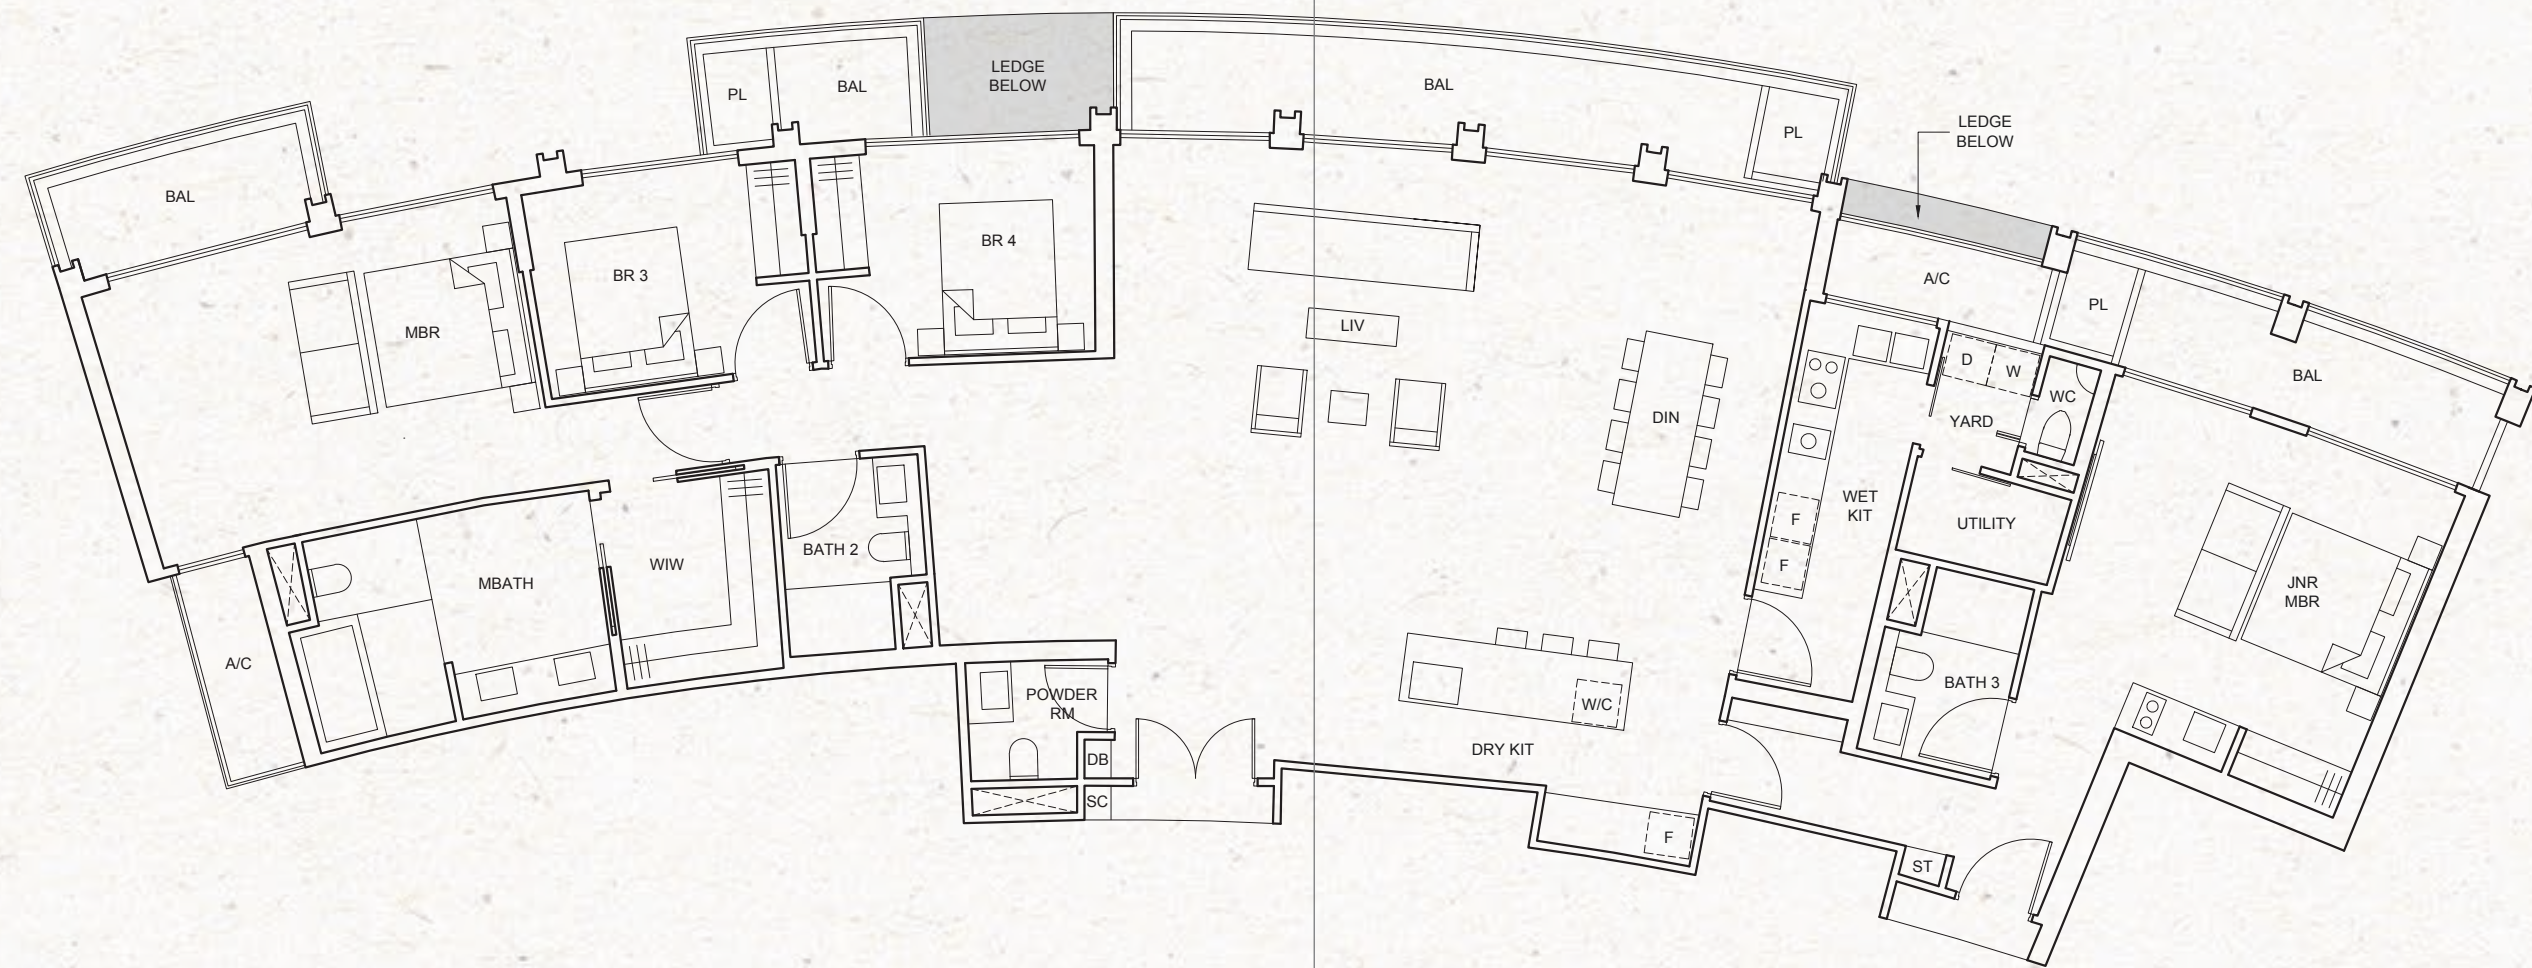 LEDGE
BELOW
PL
BAL
BAL
PL
LEDGE
BELOW
BAL
BR 4
BR 3
A/C
PL
MBR
LIV
D
W
BAL
WC
DIN
YARD
WET
KIT
F
UTILITY
BATH 2
WIW
F
MBATH
JNR
MBR
A/C
BATH 3
POWDER
RM
W/C
DRY KIT
DB
SC
F
ST